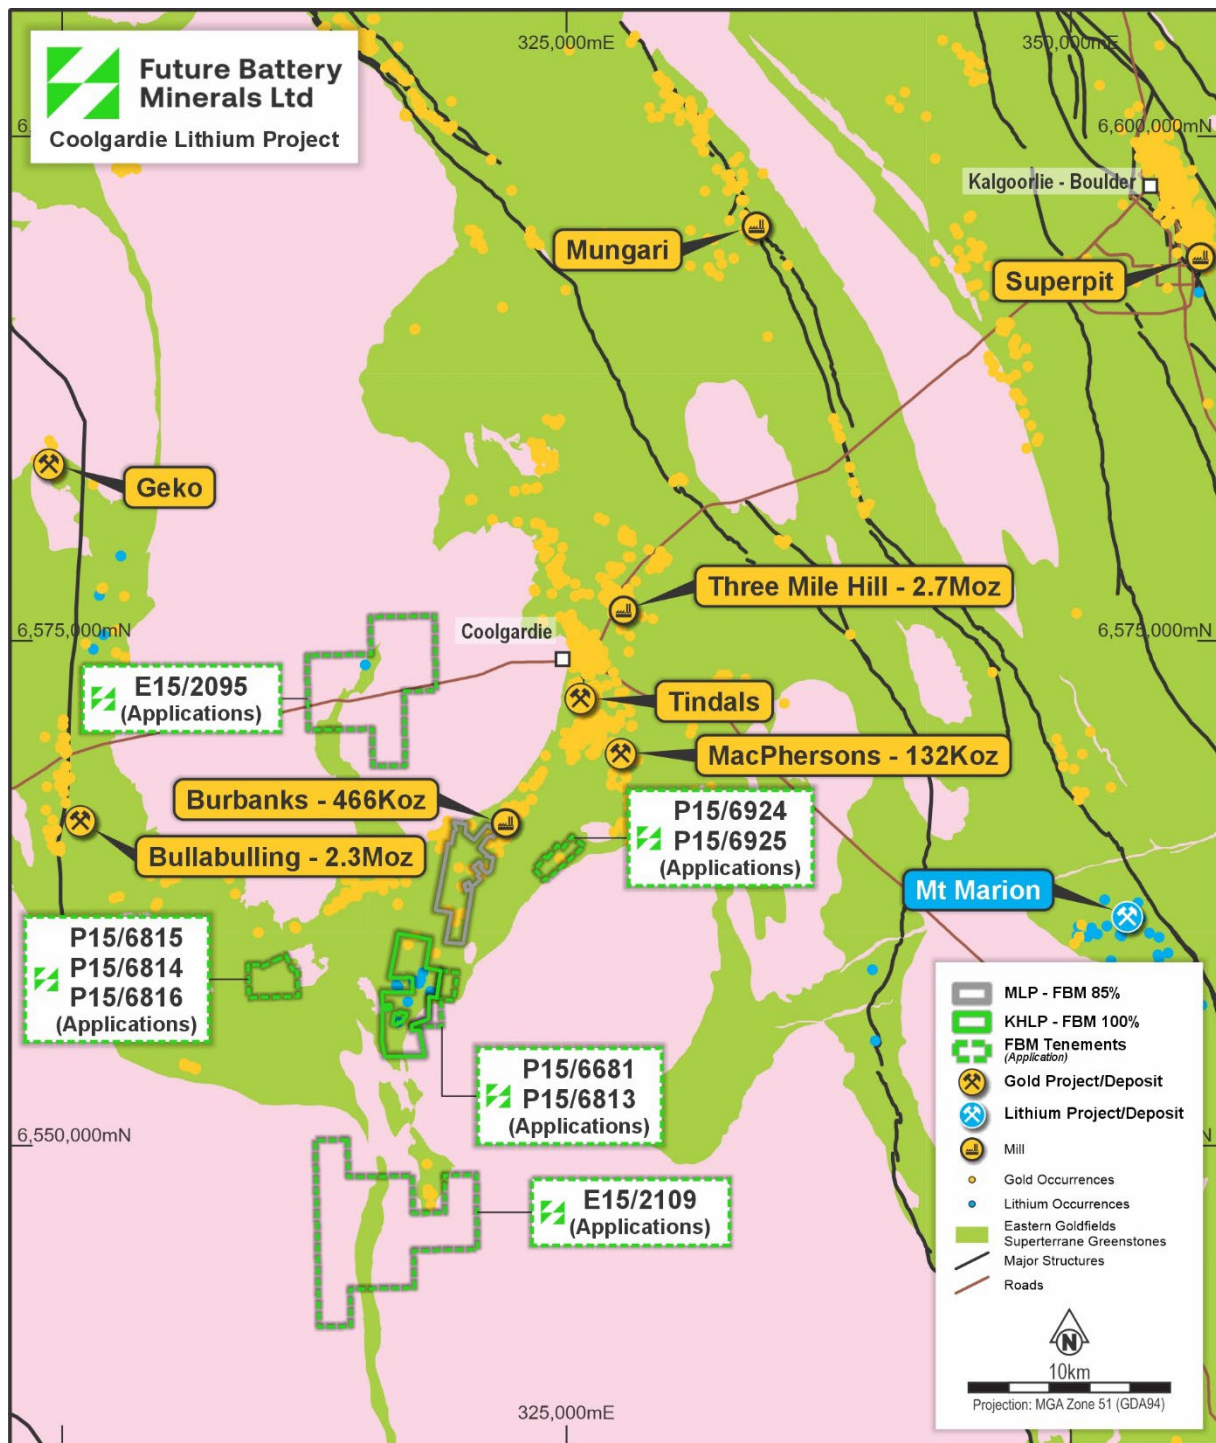 325,000mE
350,000mE
Future Battery
Minerals Ltd
Coolgardie Lithium Project
6,600,000mN
Kalgoorlie - Boulder
Mungari
Superpit
Geko
Three Mile Hill - 2.7Moz
6,575,000mN
6,575,000mN
Coolgardie
E15/2095
(Applications)
Tindals
MacPhersons - 132Koz
Burbanks - 466Koz
P15/6924
P15/6925
(Applications)
Bullabulling - 2.3Moz
Mt Marion
P15/6815
P15/6814
P15/6816
(Applications)
P15/6681
P15/6813
(Applications)
6,550,000mN
E15/2109
(Applications)
MLP - FBM 85%
KHLP - FBM 100%
FBM Tenements
(Application)
Gold Project/Deposit
Lithium Project/Deposit
Mill
Gold Occurrences
Lithium Occurrences
Eastern Goldfields
Superterrane Greenstones
Major Structures
Roads
N
10km
Projection: MGA Zone 51 (GDA94)
325,000mE